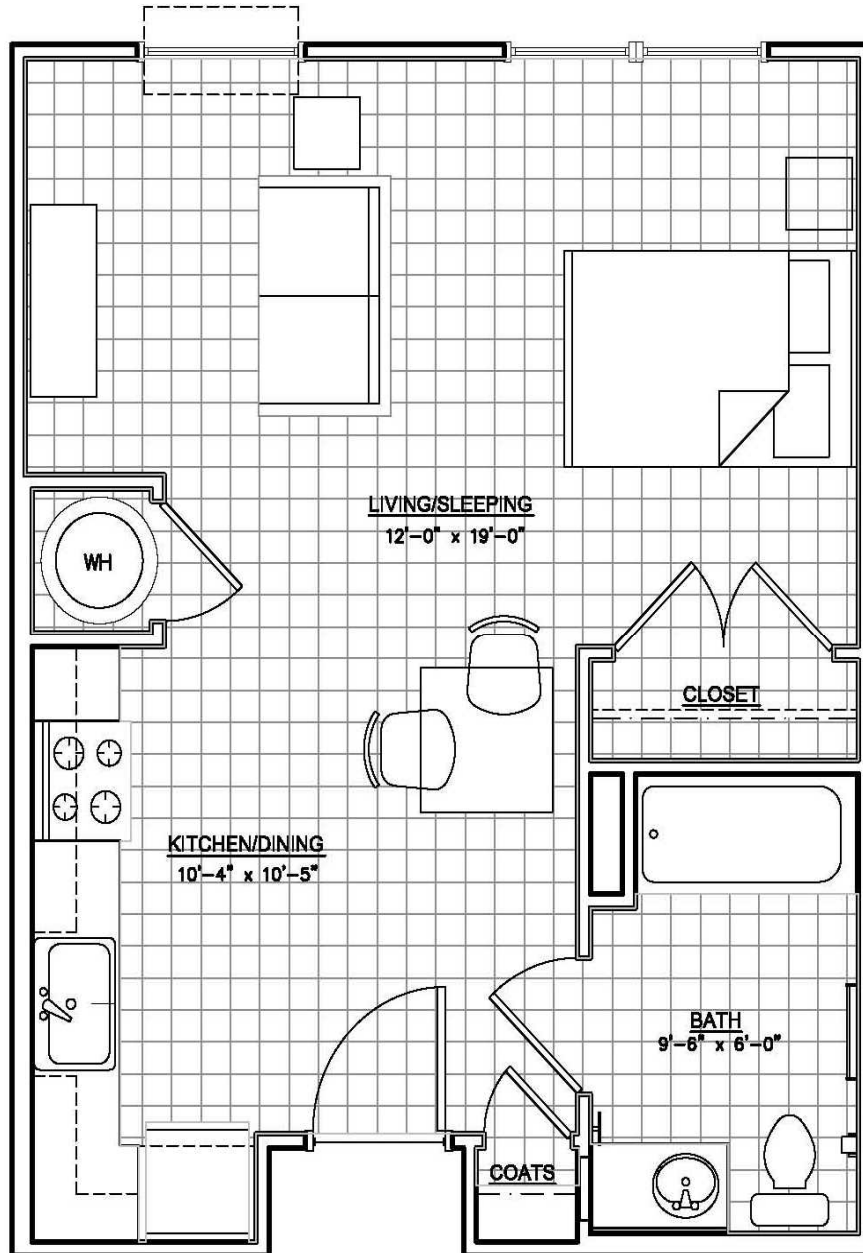 LIVING/SLEEPING
12'-0" x 19'-0"
WH
CLOSET
KITCHEN/DINING
10'-4" x 10'-5"
BATH
9'-6" x 6'-0"
COATS